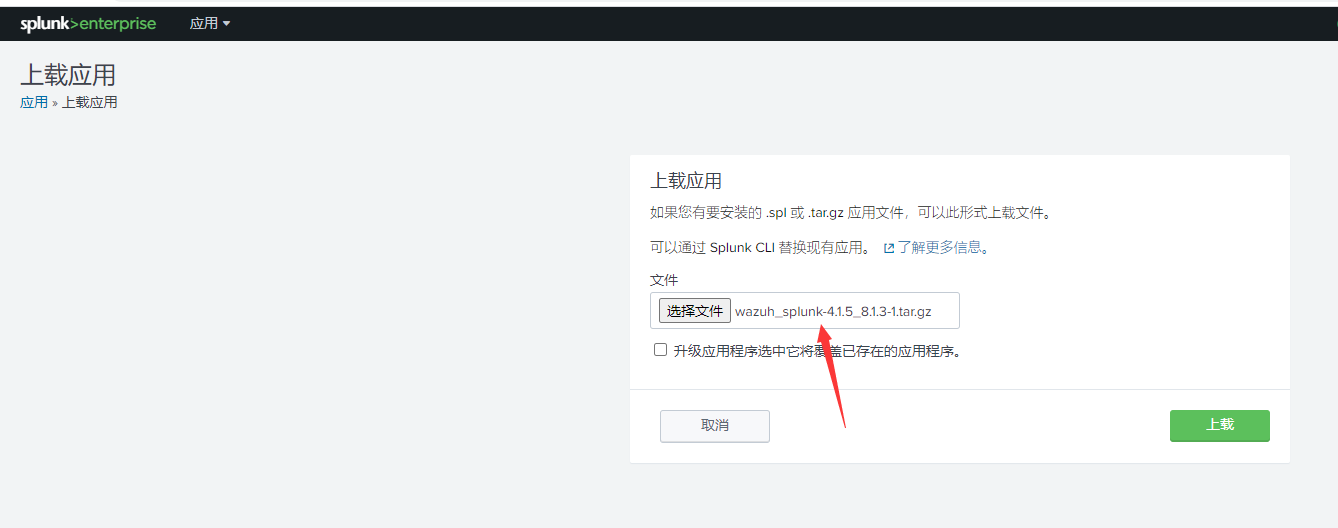 splunk>enterprise 应用
上载应用
应用 » 上载应用
上载应用
如果您有要安装的 .spl 或 .tar.gz 应用文件，可以此形式上载文件。
可以通过 Splunk CLI 替换现有应用。 了解更多信息。
文件
选择文件 wazuh_splunk-4.1.5_8.1.3-1.tar.gz
升级应用程序选中它将覆盖已存在的应用程序。
取消 上载